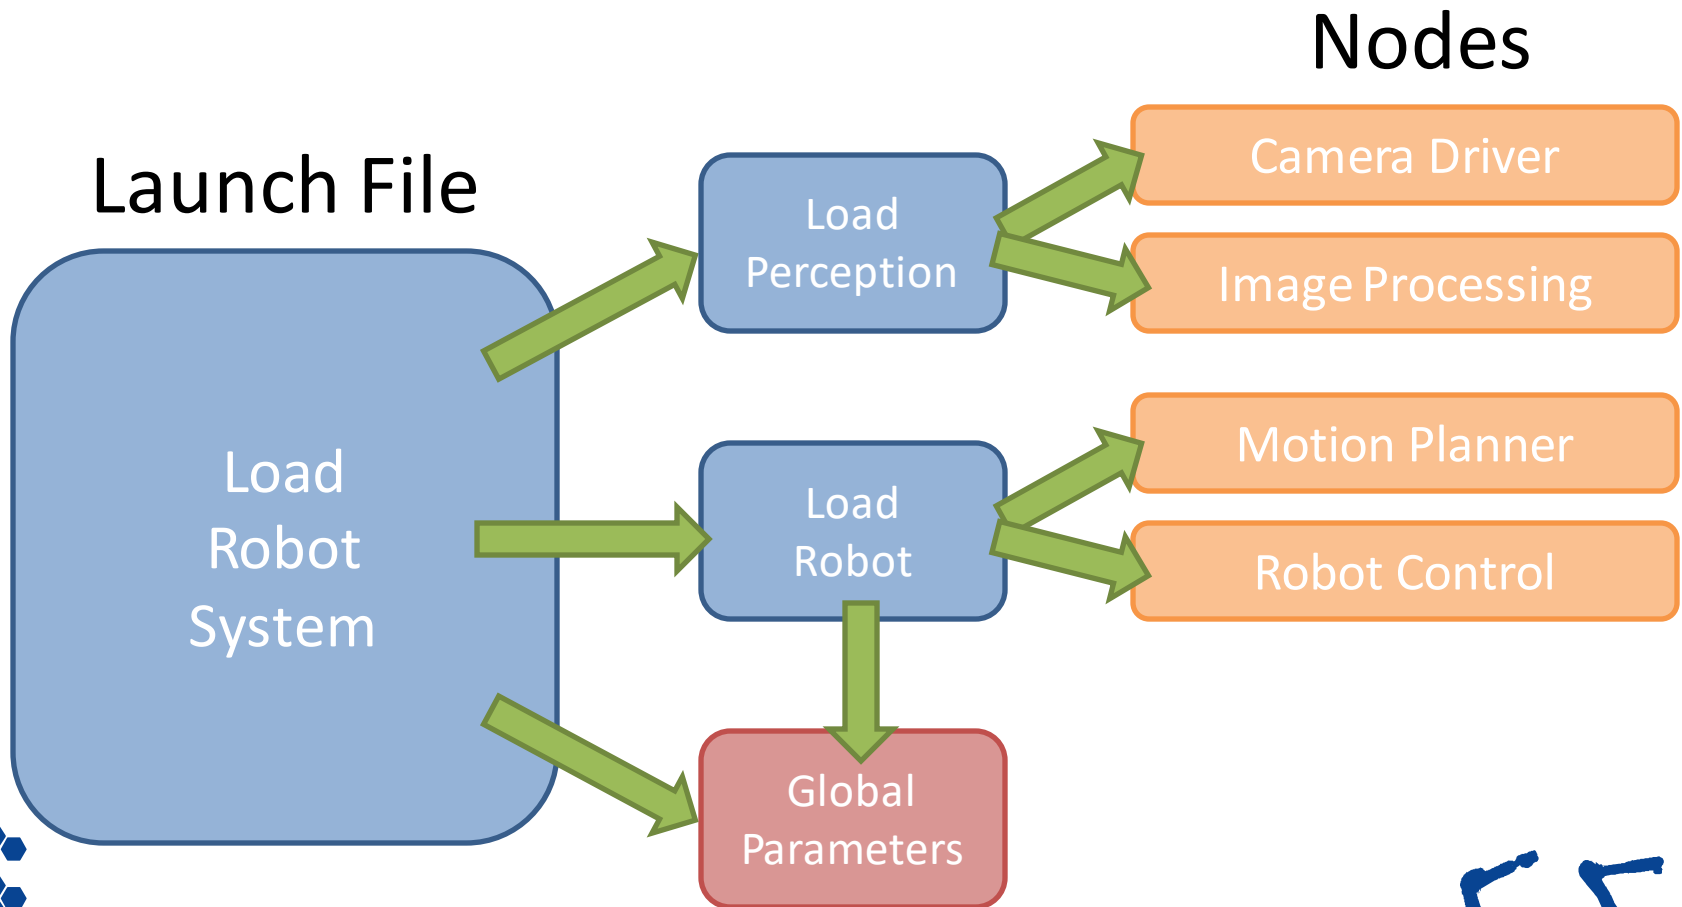 Nodes
Launch File
Load
Robot
System
Load
Perception
Load
Robot
Global
Parameters
Camera Driver
Image Processing
Motion Planner
Robot Control